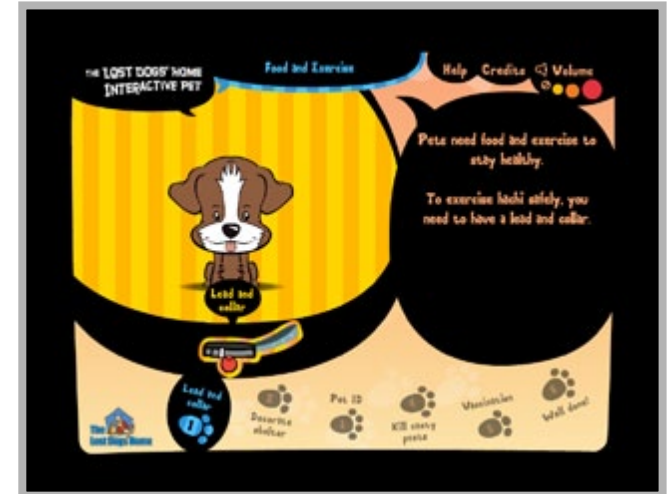 THE LOST DOGS' HOME
INTERACTIVE PET
Food and Exercise
Help Credits Volume
Pets need food and exercise to
stay healthy.
To exercise hachi safely, you
need to have a lead and collar.
Lead and
collar
Lead and
collar
1
Decorate
shelter
Pet ID
Kill nasty
pests
Vaccination
Well done!
The
Lost Dogs Home